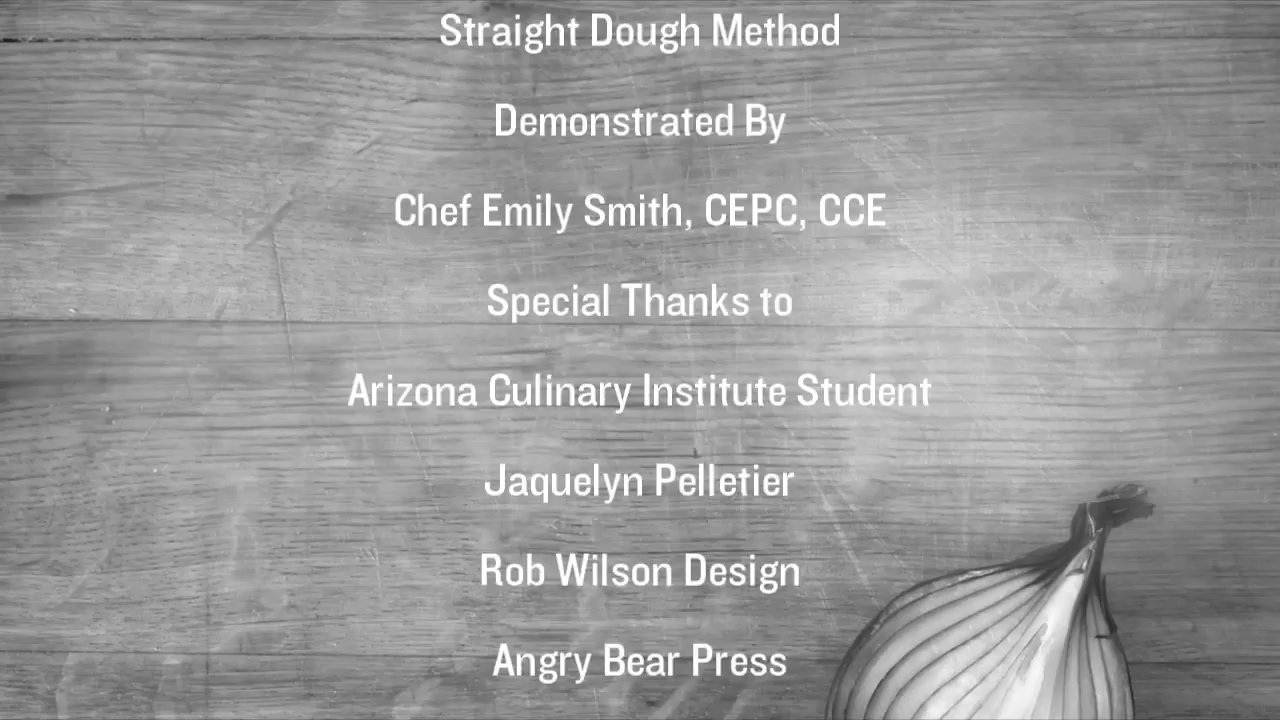 Straight Dough Method
Demonstrated By
Chef Emily Smith, CEPC, CCE
Special Thanks to
Arizona Culinary Institute Student
Jaquelyn Pelletier
Rob Wilson Design
Angry Bear Press